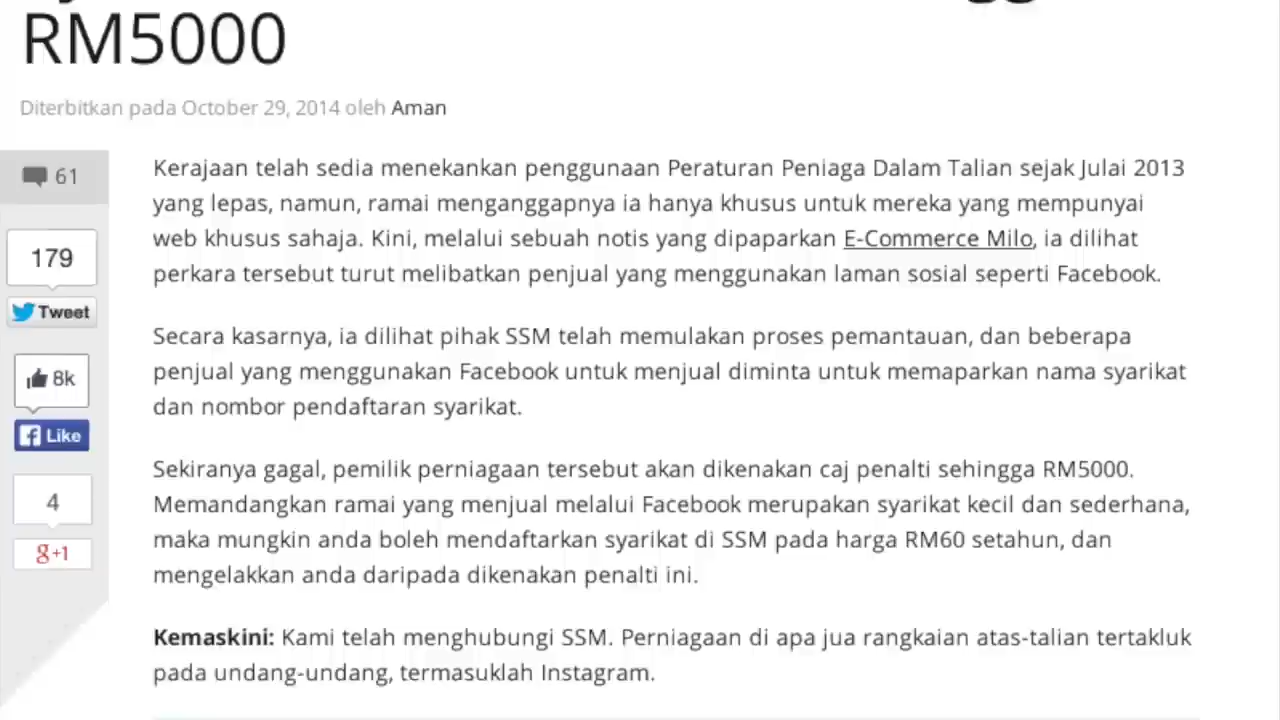 RM5000
Diterbitkan pada October 29, 2014 oleh Aman
61
179
Tweet
8k
Like
4
g+1
Kerajaan telah sedia menekankan penggunaan Peraturan Peniaga Dalam Talian sejak Julai 2013
yang lepas, namun, ramai menganggapnya ia hanya khusus untuk mereka yang mempunyai
web khusus sahaja. Kini, melalui sebuah notis yang dipaparkan E-Commerce Milo, ia dilihat
perkara tersebut turut melibatkan penjual yang menggunakan laman sosial seperti Facebook.
Secara kasarnya, ia dilihat pihak SSM telah memulakan proses pemantauan, dan beberapa
penjual yang menggunakan Facebook untuk menjual diminta untuk memaparkan nama syarikat
dan nombor pendaftaran syarikat.
Sekiranya gagal, pemilik perniagaan tersebut akan dikenakan caj penalti sehingga RM5000.
Memandangkan ramai yang menjual melalui Facebook merupakan syarikat kecil dan sederhana,
maka mungkin anda boleh mendaftarkan syarikat di SSM pada harga RM60 setahun, dan
mengelakkan anda daripada dikenakan penalti ini.
Kemaskini: Kami telah menghubungi SSM. Perniagaan di apa jua rangkaian atas-talian tertakluk
pada undang-undang, termasuklah Instagram.